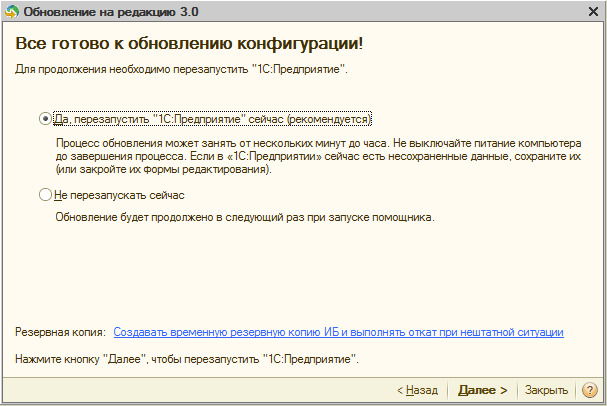 Обновление на редакцию 3.0
Все готово к обновлению конфигурации!
Для продолжения необходимо перезапустить "1С:Предприятие".
Да, перезапустить "1С:Предприятие" сейчас (рекомендуется)
Процесс обновления может занять от нескольких минут до часа. Не выключайте питание компьютера
до завершения процесса. Если в «1С:Предприятии» сейчас есть несохраненные данные, сохраните их
(или закройте их формы редактирования).
Не перезапускать сейчас
Обновление будет продолжено в следующий раз при запуске помощника.
Резервная копия: Создавать временную резервную копию ИБ и выполнять откат при нештатной ситуации
Нажмите кнопку "Далее", чтобы перезапустить "1С:Предприятие".
< Назад Далее > Закрыть ?